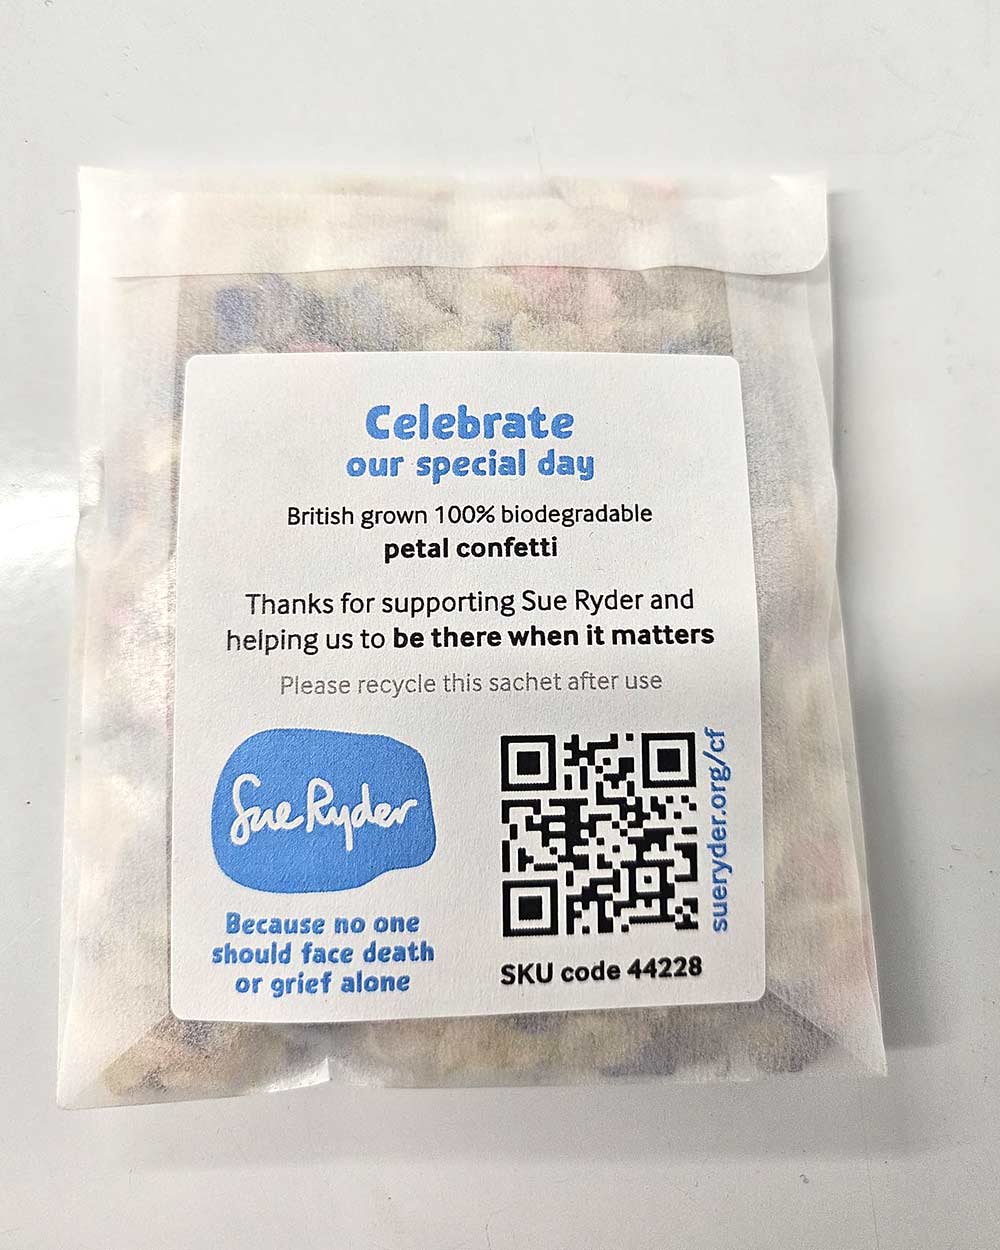 Celebrate
our special day
British grown 100% biodegradable
petal confetti
Thanks for supporting Sue Ryder and
helping us to be there when it matters
Please recycle this sachet after use
Sue Ryder
Because no one
should face death
or grief alone
sueryder.org/cf
SKU code 44228